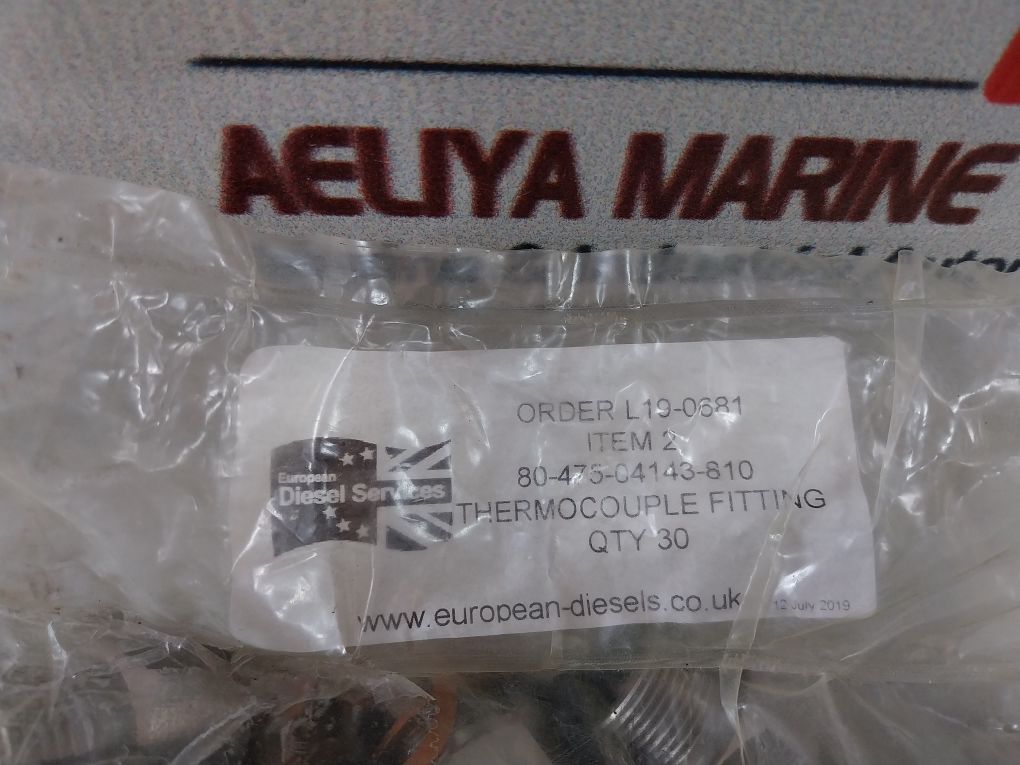 AELIYA MARINE
ORDER L19-0681
ITEM 2
80-475-04143-810
THERMOCOUPLE FITTING
QTY 30
European
Diesel Services
www.european-diesels.co.uk
12 July 2019